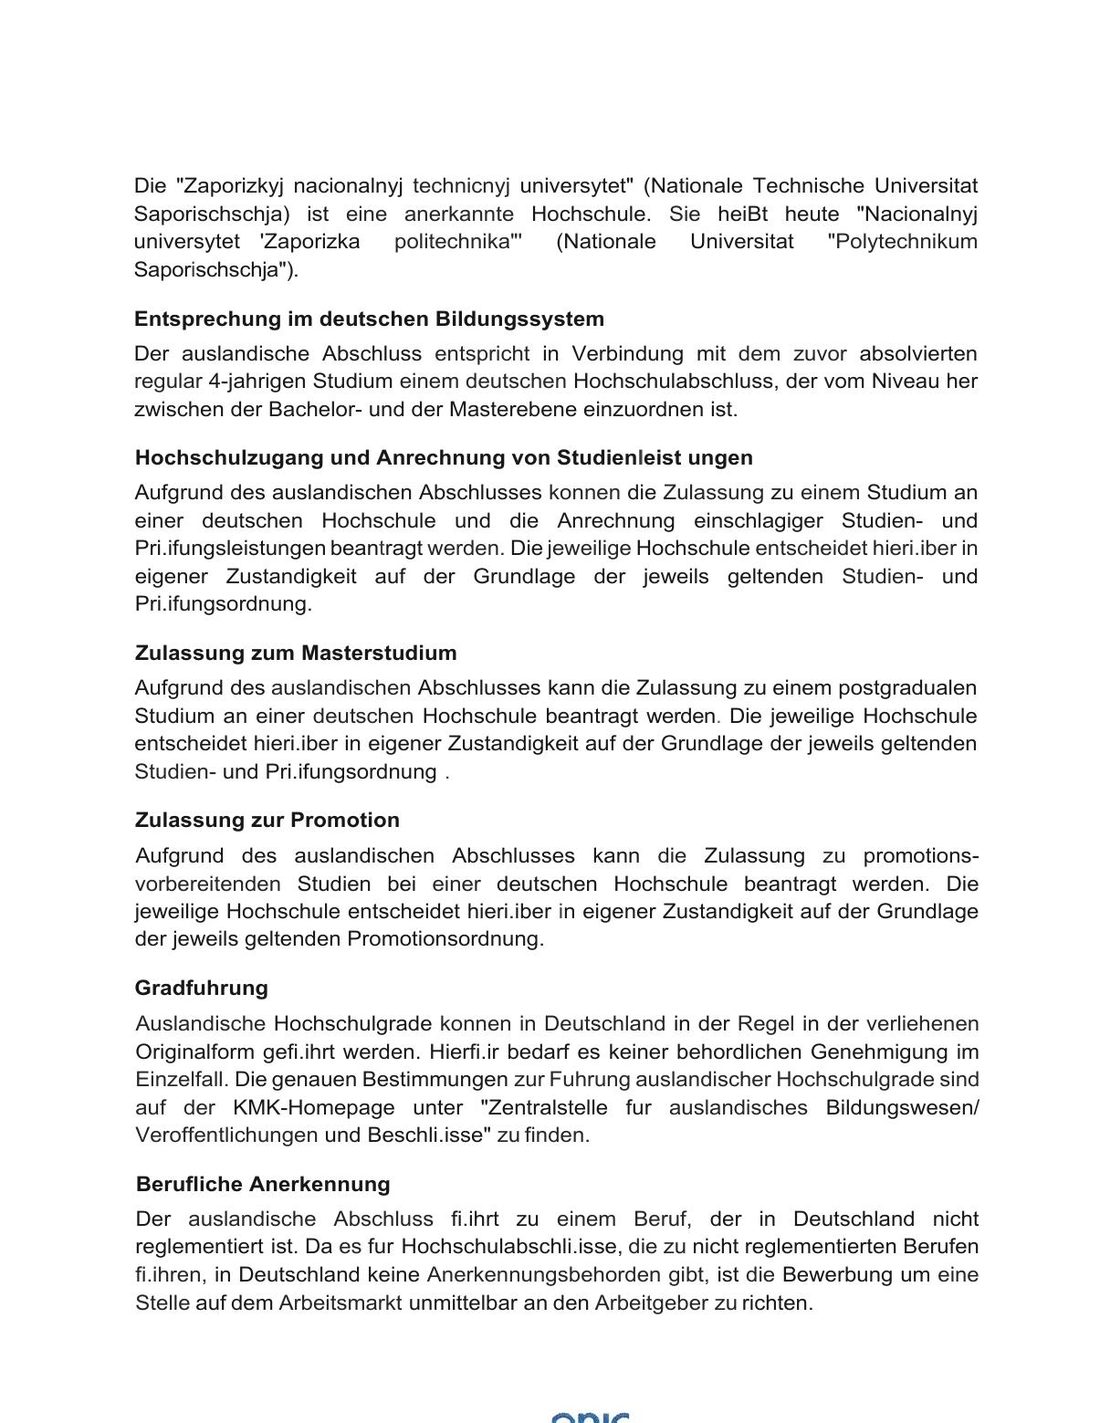 Die "Zaporizkyj nacionalnyj technicnyj universytet" (Nationale Technische Universitat
Saporischschja) ist eine anerkannte Hochschule. Sie heiBt heute "Nacionalnyj
universytet 'Zaporizka politechnika"' (Nationale Universitat "Polytechnikum
Saporischschja").
Entsprechung im deutschen Bildungssystem
Der auslandische Abschluss entspricht in Verbindung mit dem zuvor absolvierten
regular 4-jahrigen Studium einem deutschen Hochschulabschluss, der vom Niveau her
zwischen der Bachelor- und der Masterebene einzuordnen ist.
Hochschulzugang und Anrechnung von Studienleist ungen
Aufgrund des auslandischen Abschlusses konnen die Zulassung zu einem Studium an
einer deutschen Hochschule und die Anrechnung einschlagiger Studien- und
Pri.ifungsleistungen beantragt werden. Die jeweilige Hochschule entscheidet hieri.iber in
eigener Zustandigkeit auf der Grundlage der jeweils geltenden Studien- und
Pri.ifungsordnung.
Zulassung zum Masterstudium
Aufgrund des auslandischen Abschlusses kann die Zulassung zu einem postgradualen
Studium an einer deutschen Hochschule beantragt werden. Die jeweilige Hochschule
entscheidet hieri.iber in eigener Zustandigkeit auf der Grundlage der jeweils geltenden
Studien- und Pri.ifungsordnung .
Zulassung zur Promotion
Aufgrund des auslandischen Abschlusses kann die Zulassung zu promotions-
vorbereitenden Studien bei einer deutschen Hochschule beantragt werden. Die
jeweilige Hochschule entscheidet hieri.iber in eigener Zustandigkeit auf der Grundlage
der jeweils geltenden Promotionsordnung.
Gradfuhrung
Auslandische Hochschulgrade konnen in Deutschland in der Regel in der verliehenen
Originalform gefi.ihrt werden. Hierfi.ir bedarf es keiner behordlichen Genehmigung im
Einzelfall. Die genauen Bestimmungen zur Fuhrung auslandischer Hochschulgrade sind
auf der KMK-Homepage unter "Zentralstelle fur auslandisches Bildungswesen/
Veroffentlichungen und Beschli.isse" zu finden.
Berufliche Anerkennung
Der auslandische Abschluss fi.ihrt zu einem Beruf, der in Deutschland nicht
reglementiert ist. Da es fur Hochschulabschli.isse, die zu nicht reglementierten Berufen
fi.ihren, in Deutschland keine Anerkennungsbehorden gibt, ist die Bewerbung um eine
Stelle auf dem Arbeitsmarkt unmittelbar an den Arbeitgeber zu richten.